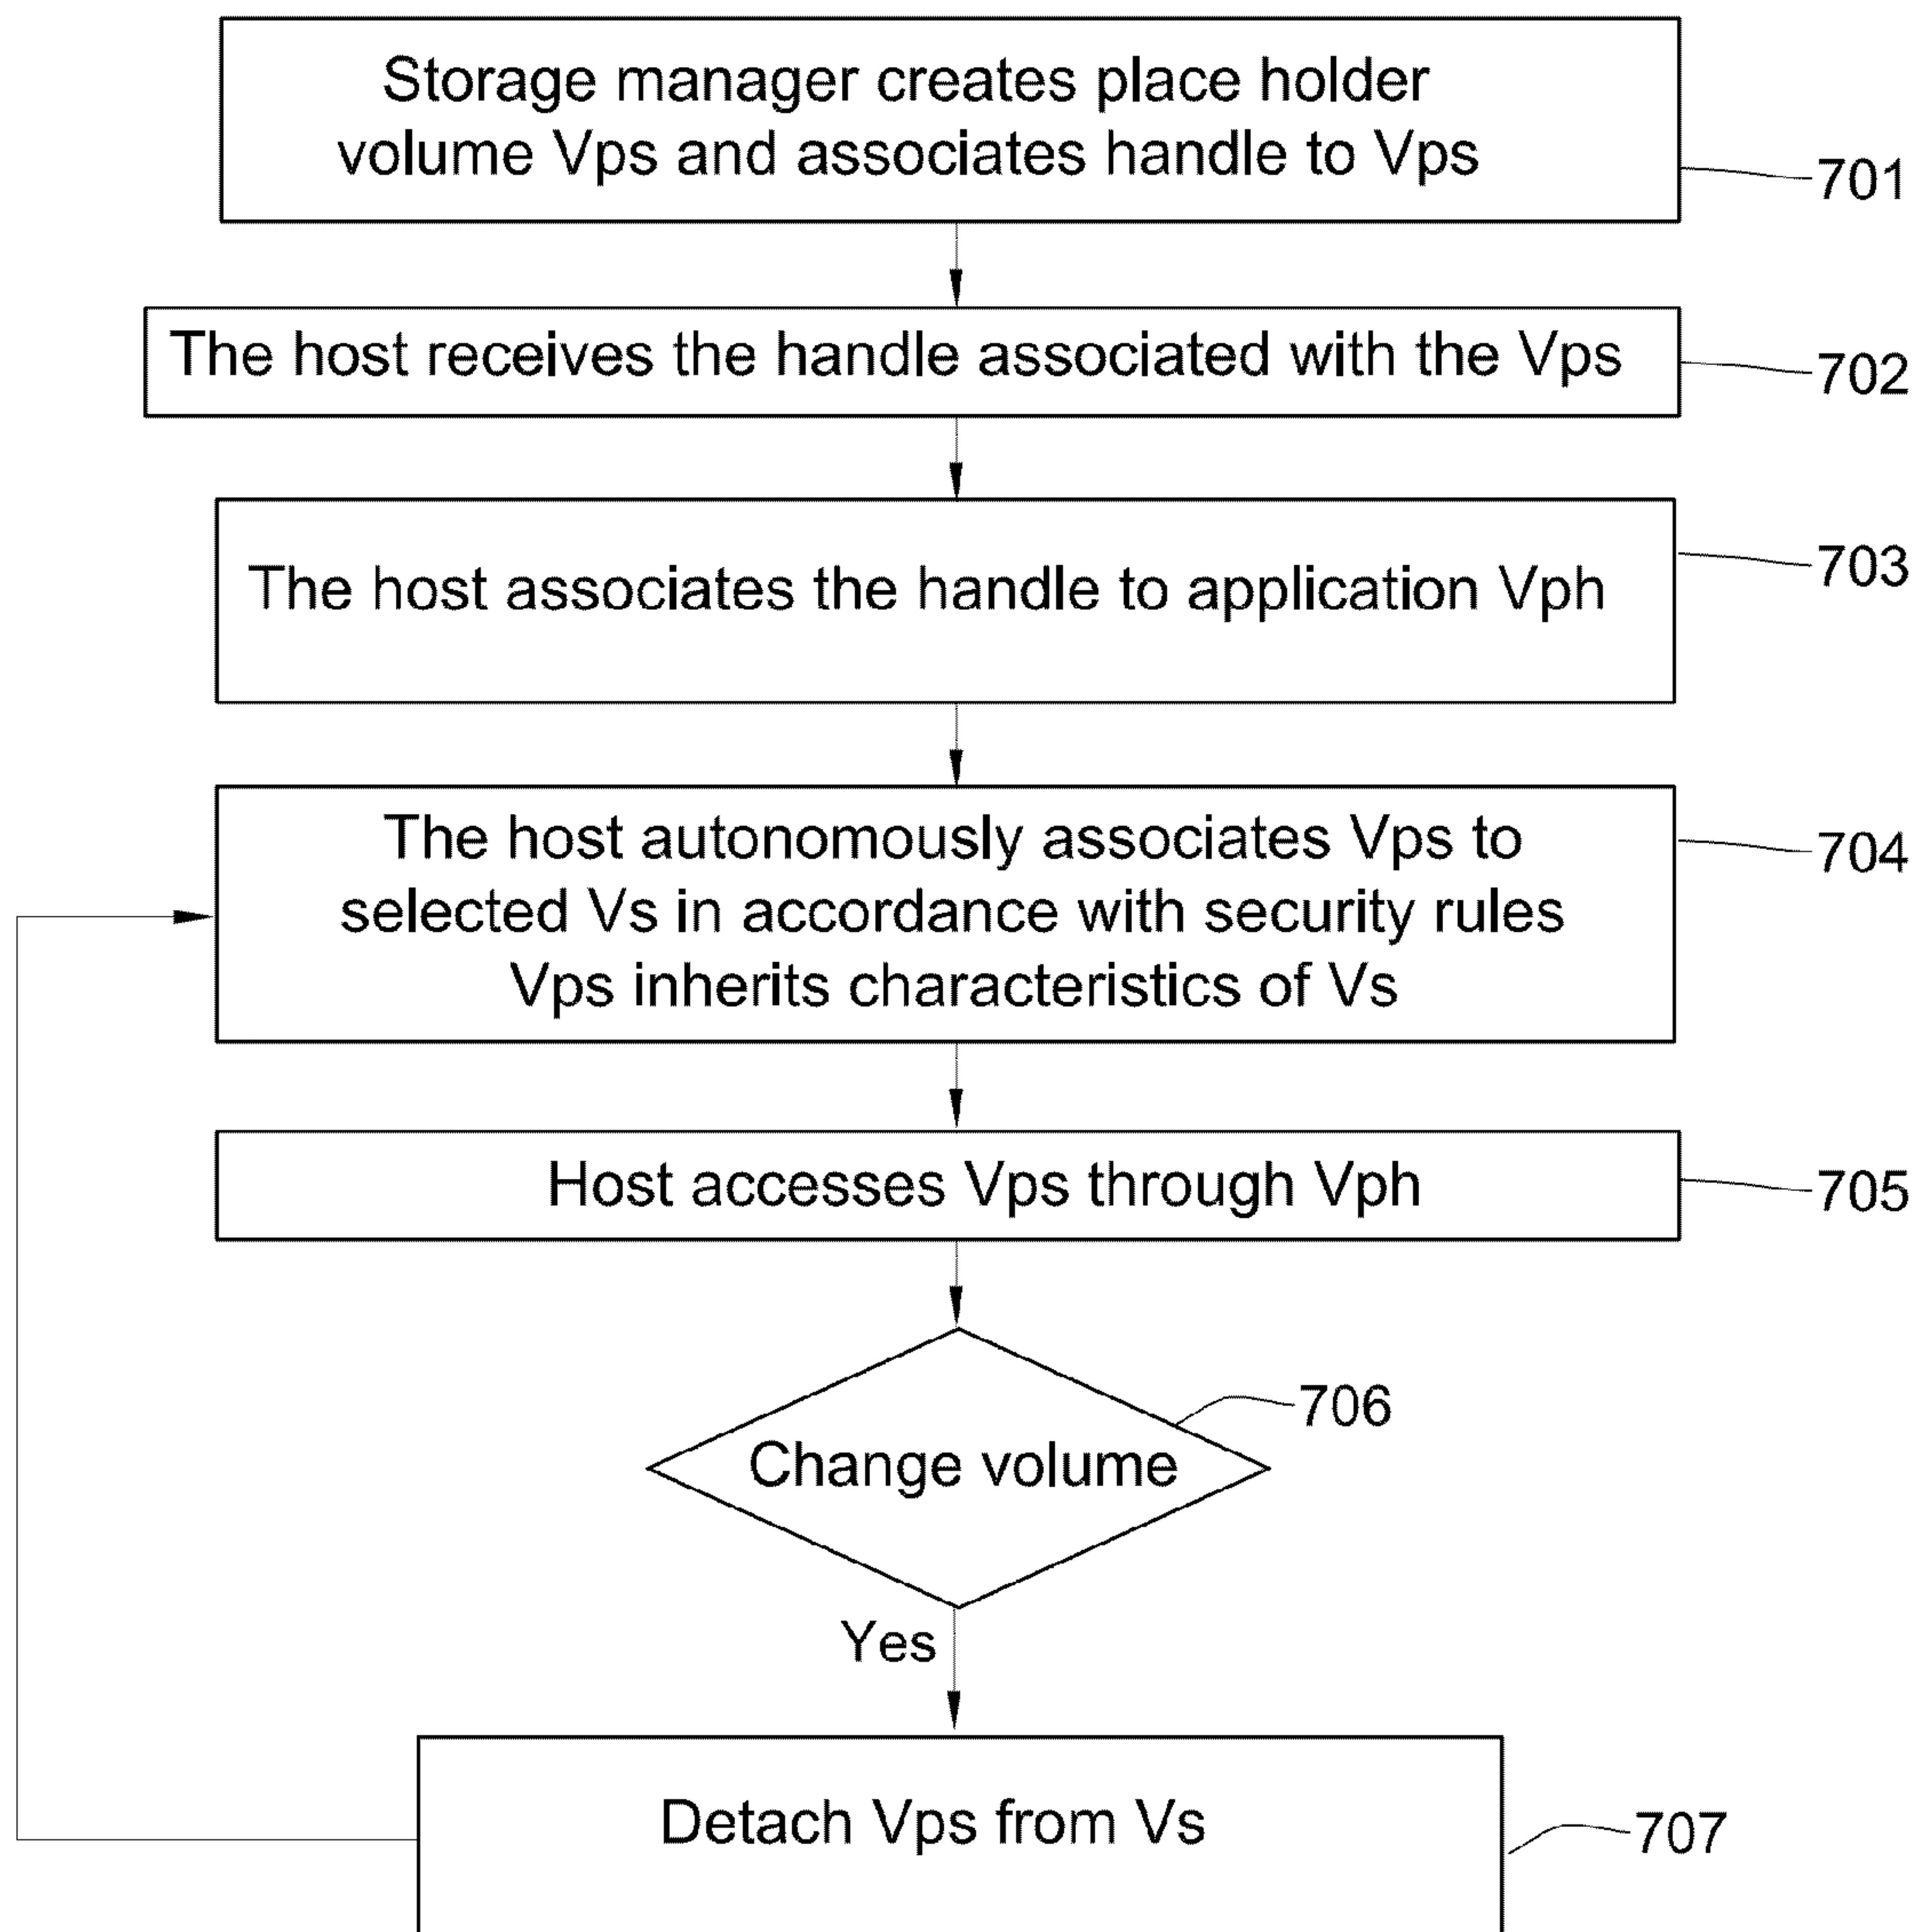 Storage manager creates place holder
volume Vps and associates handle to Vps
701
The host receives the handle associated with the Vps
702
The host associates the handle to application Vph
703
The host autonomously associates Vps to
selected Vs in accordance with security rules
Vps inherits characteristics of Vs
704
Host accesses Vps through Vph
705
Change volume
706
Yes
Detach Vps from Vs
707